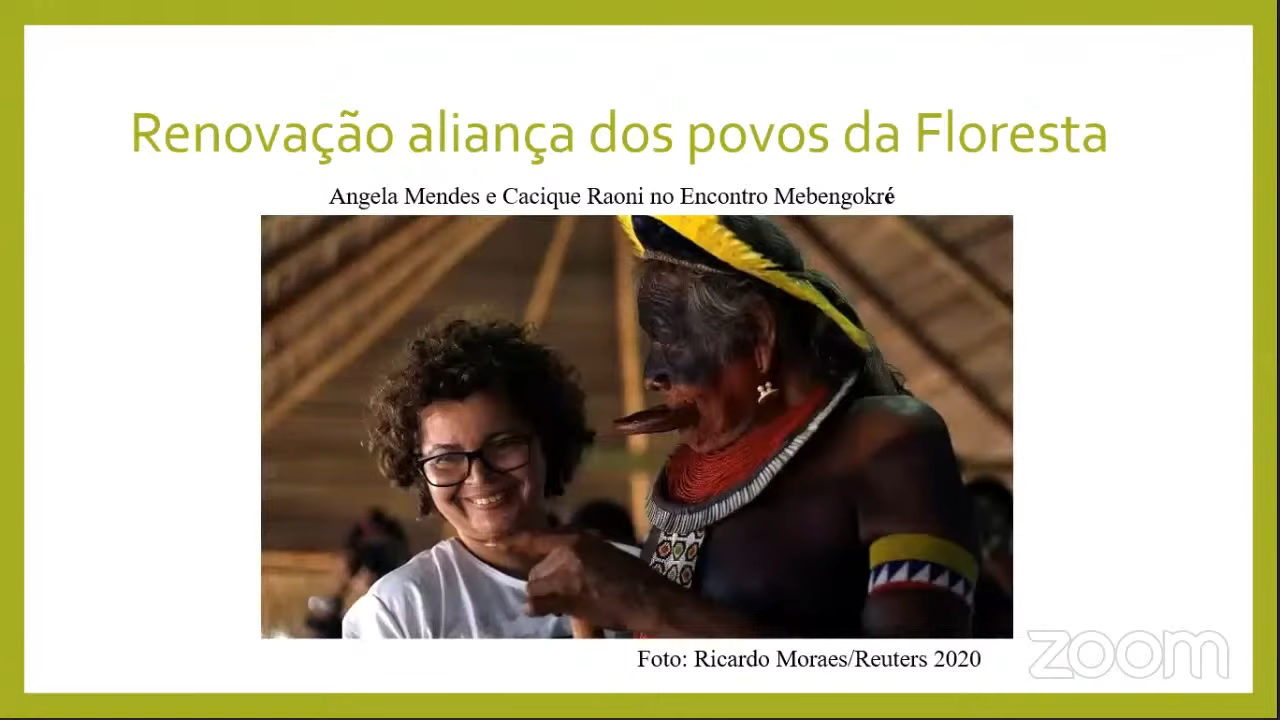 Renovação aliança dos povos da Floresta
Angela Mendes e Cacique Raoni no Encontro Mebengokré
Foto: Ricardo Moraes/Reuters 2020
zoom